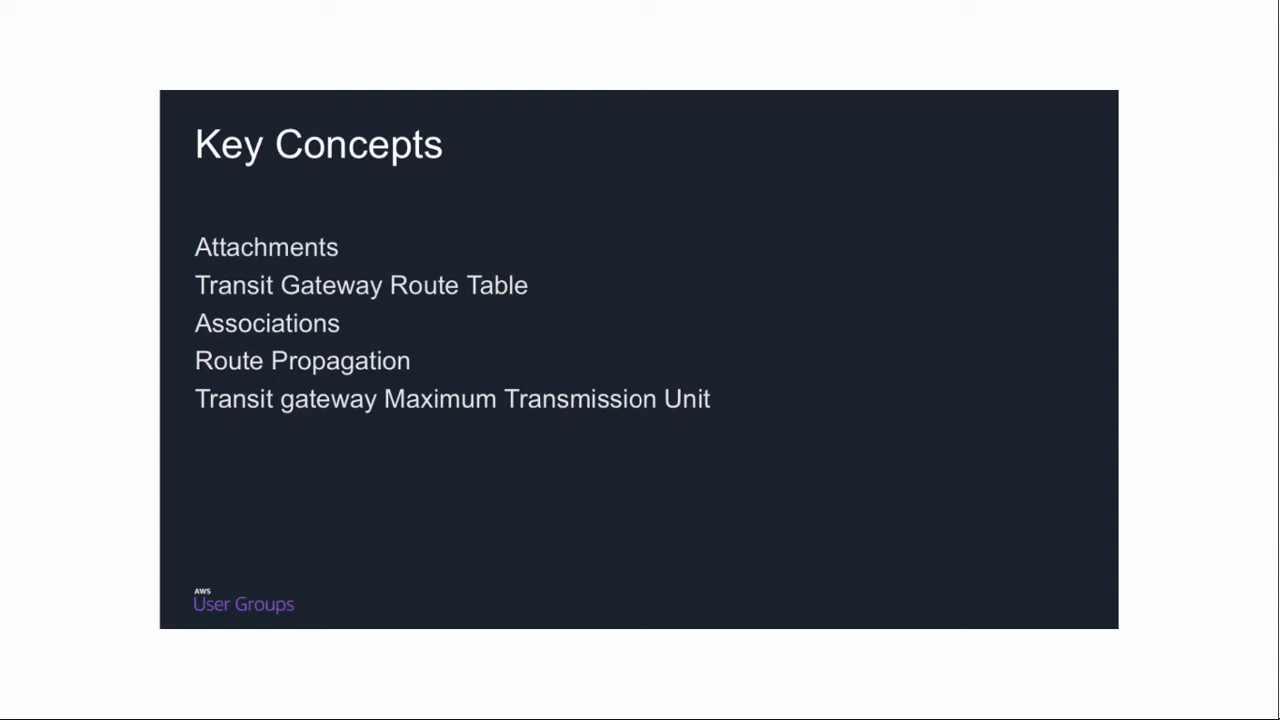 Key Concepts
Attachments
Transit Gateway Route Table
Associations
Route Propagation
Transit gateway Maximum Transmission Unit
AWS
User Groups